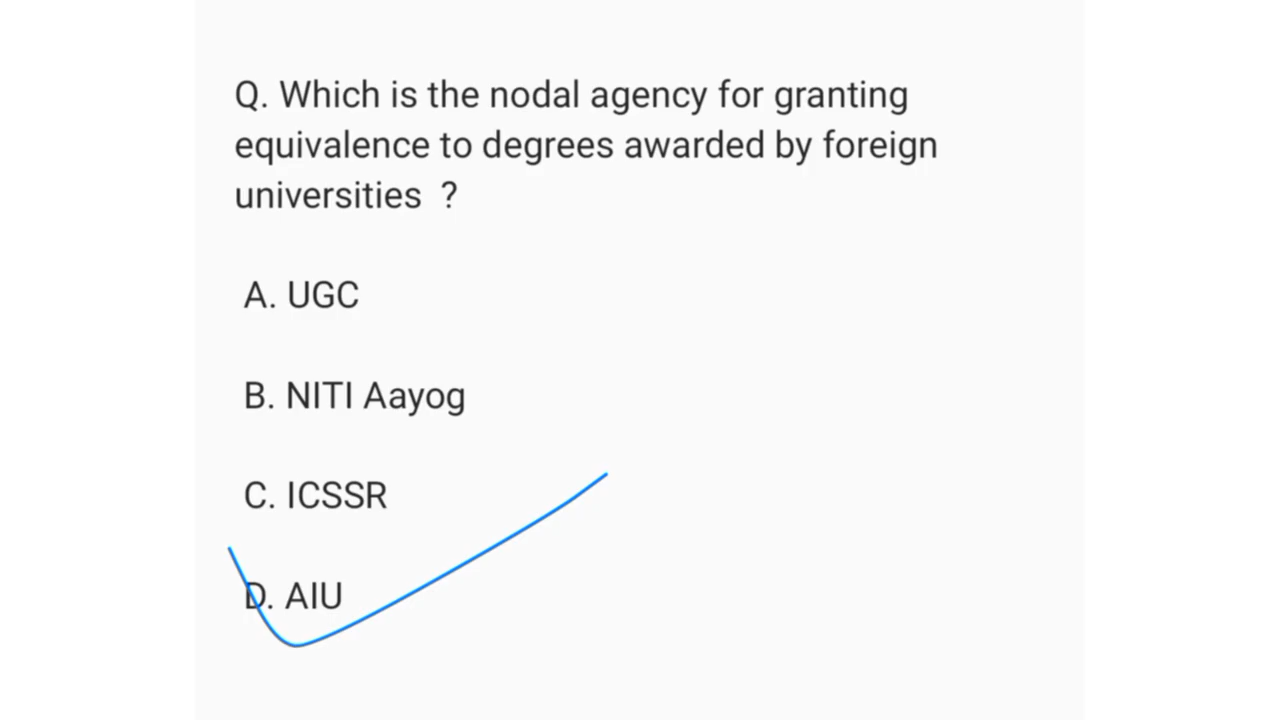 Q. Which is the nodal agency for granting
equivalence to degrees awarded by foreign
universities ?
A. UGC
B. NITI Aayog
C. ICSSR
D. AIU